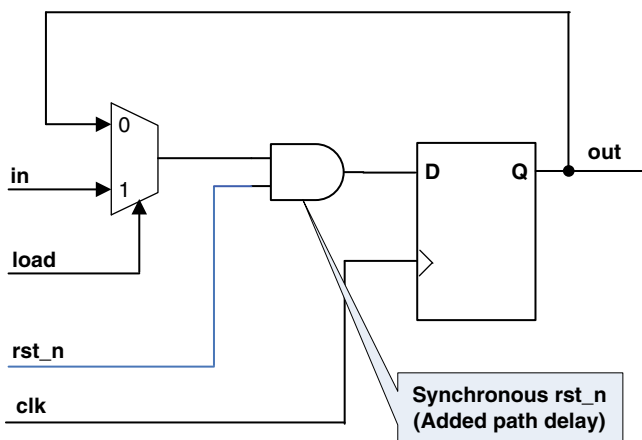 0
in
1
D
Q
out
load
rst_n
clk
Synchronous rst_n
(Added path delay)